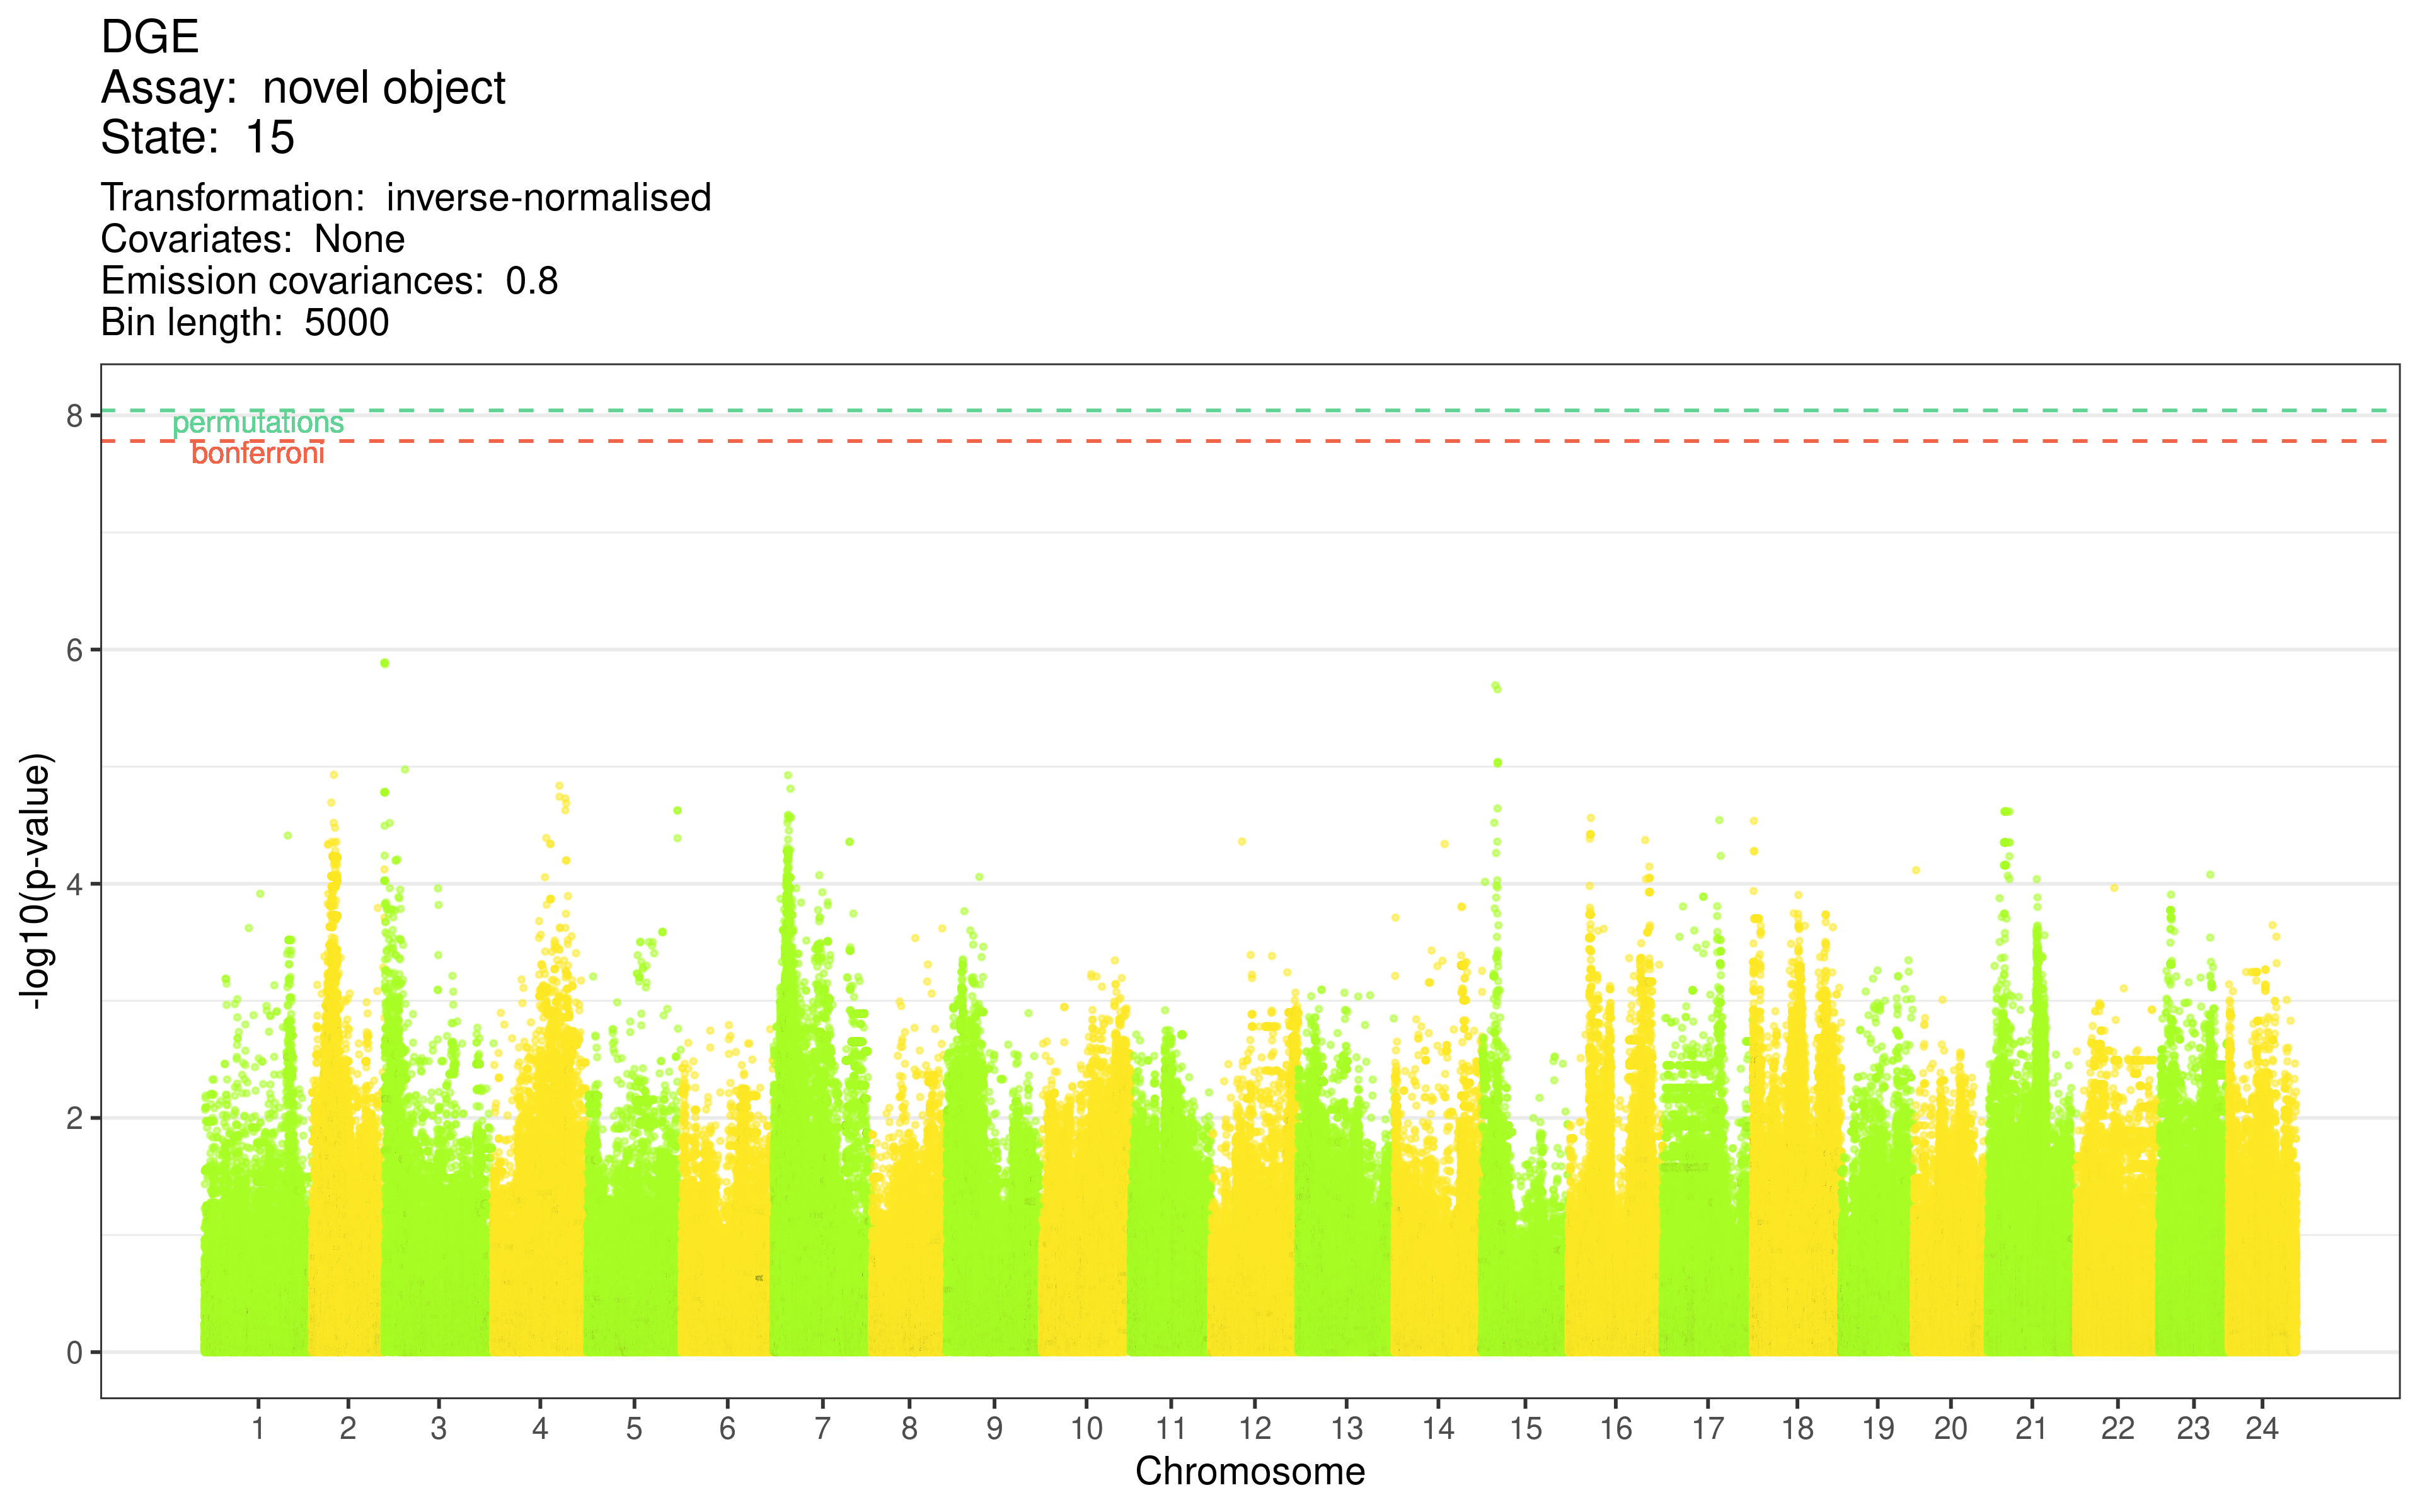 DGE
Assay: novel object
State: 15
Transformation: inverse-normalised
Covariates: None
Emission covariances: 0.8
Bin length: 5000
8
permutations
bonferroni
6
4
2
0
-log10(p-value)
1 2 3 4 5 6 7 8 9 10 11 12 13 14 15 16 17 18 19 20 21 22 23 24
Chromosome